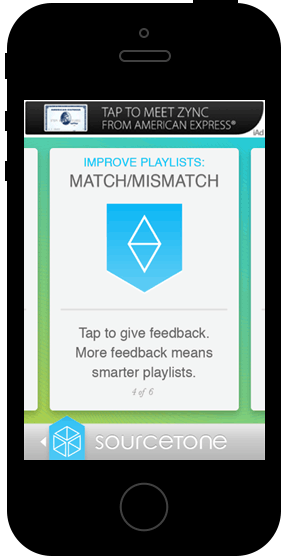 TAP TO MEET ZYNC
FROM AMERICAN EXPRESS®
iAd
IMPROVE PLAYLISTS:
MATCH/MISMATCH
Tap to give feedback.
More feedback means
smarter playlists.
4 of 6
sourcetone